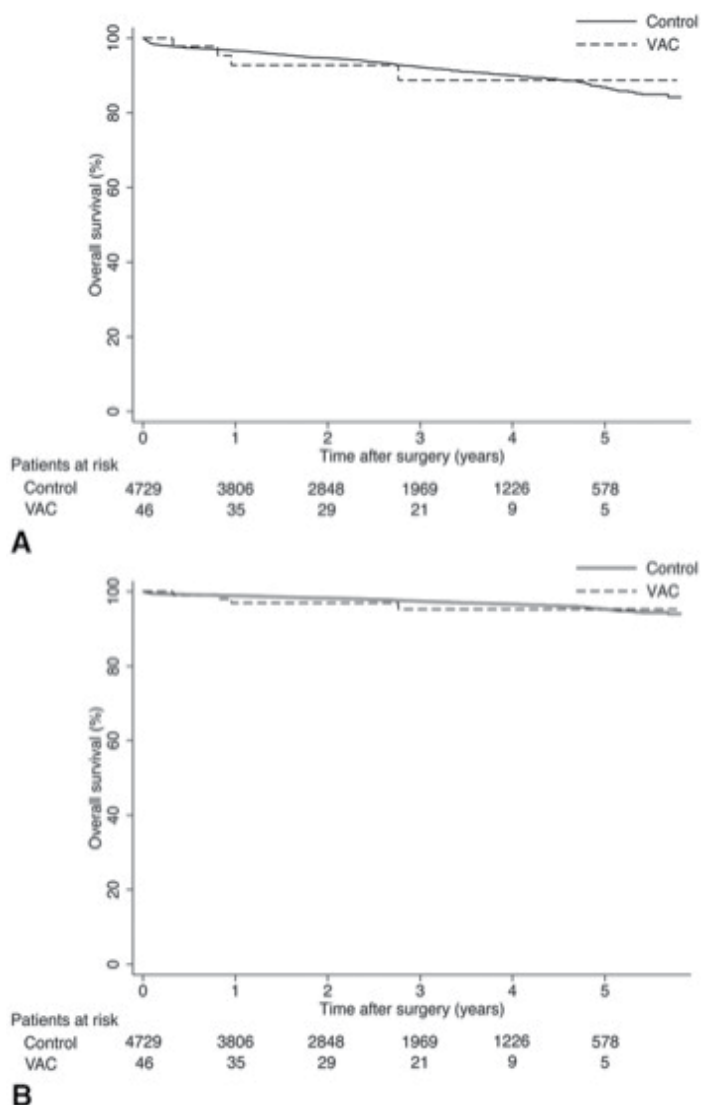 Control
VAC
100
80
60
40
20
0
Overall survival (%)
0 1 2 3 4 5
Time after surgery (years)
Patients at risk
Control 4729 3806 2848 1969 1226 578
VAC 46 35 29 21 9 5
A
Control
VAC
100
80
60
40
20
0
Overall survival (%)
0 1 2 3 4 5
Time after surgery (years)
Patients at risk
Control 4729 3806 2848 1969 1226 578
VAC 46 35 29 21 9 5
B